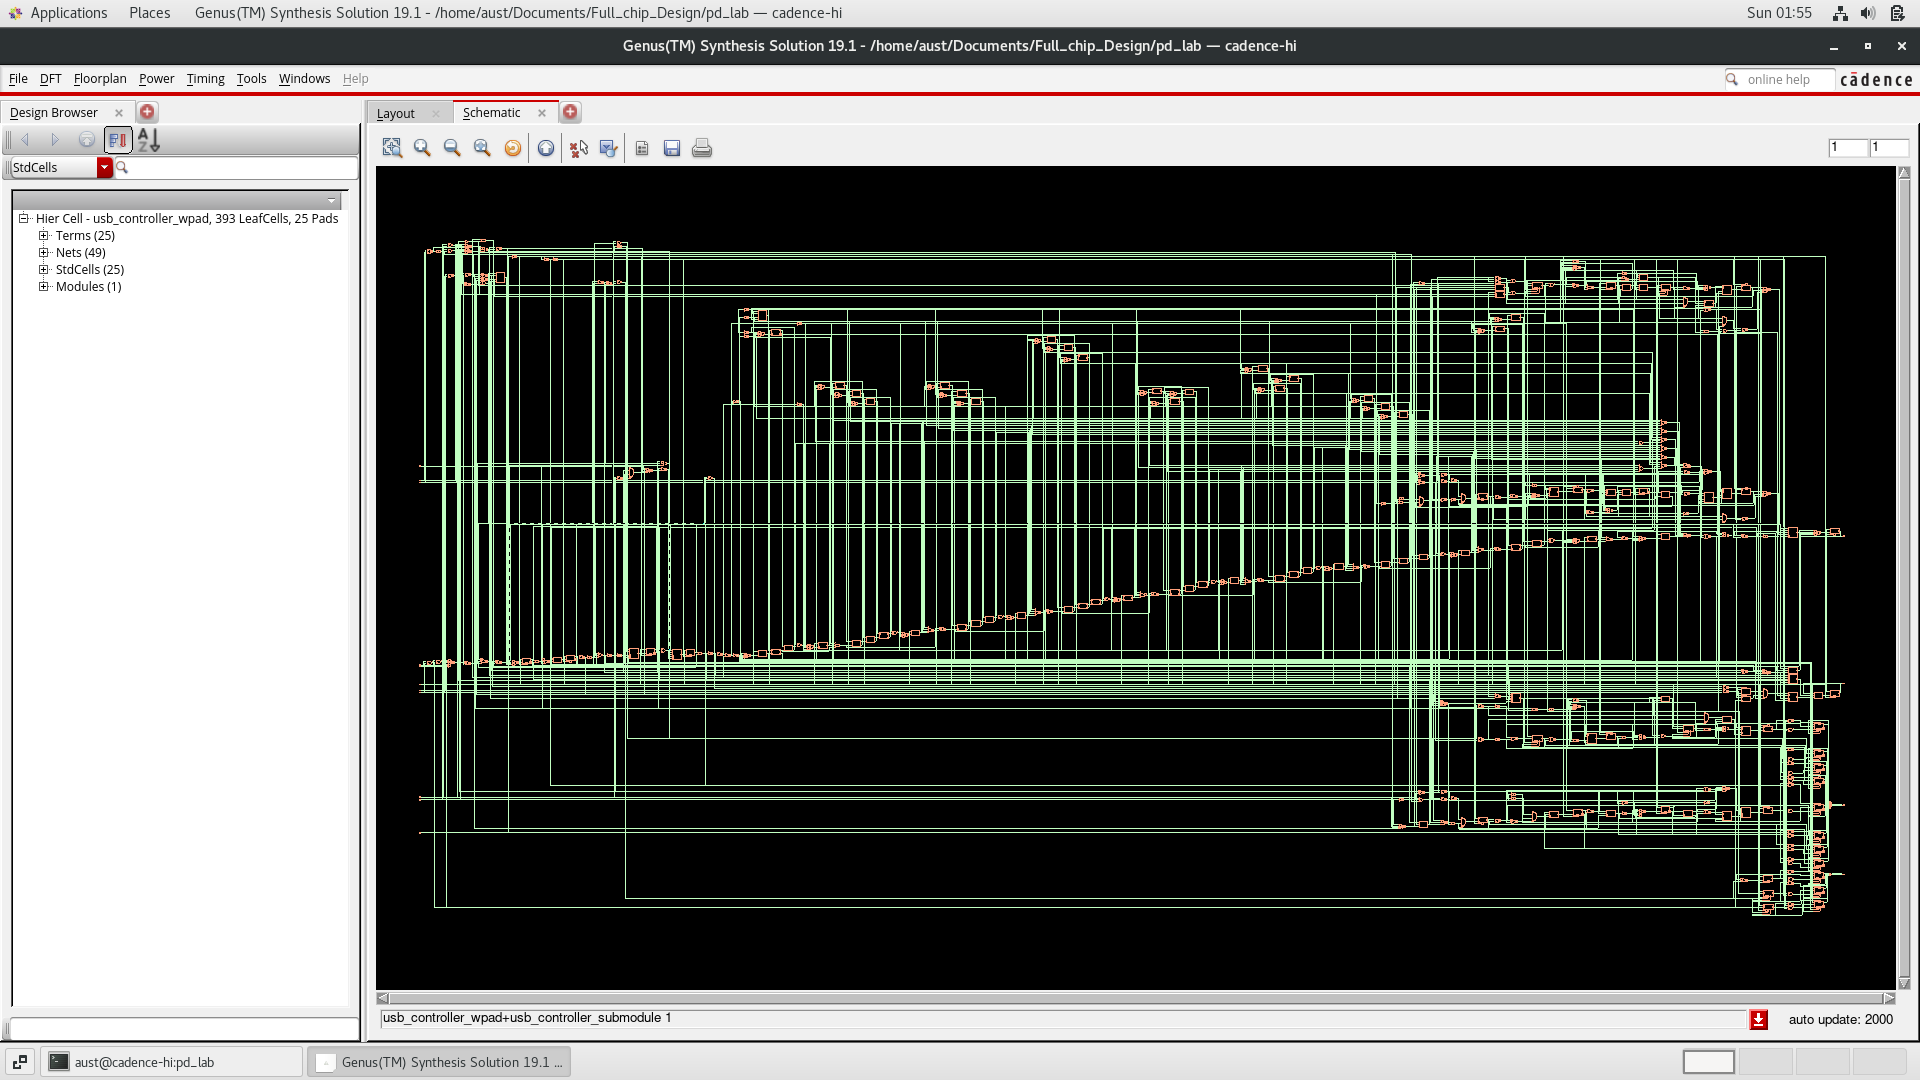 Applications Places Genus(TM) Synthesis Solution 19.1 - /home/aust/Documents/Full_chip_Design/pd_lab — cadence-hi Sun 01:55
Genus(TM) Synthesis Solution 19.1 - /home/aust/Documents/Full_chip_Design/pd_lab — cadence-hi
File DFT Floorplan Power Timing Tools Windows Help online help cādence
Design Browser Layout Schematic
A Z 1 1
StdCells
Hier Cell - usb_controller_wpad, 393 LeafCells, 25 Pads
Terms (25)
Nets (49)
StdCells (25)
Modules (1)
usb_controller_wpad+usb_controller_submodule 1 auto update: 2000
aust@cadence-hi:pd_lab Genus(TM) Synthesis Solution 19.1 ...